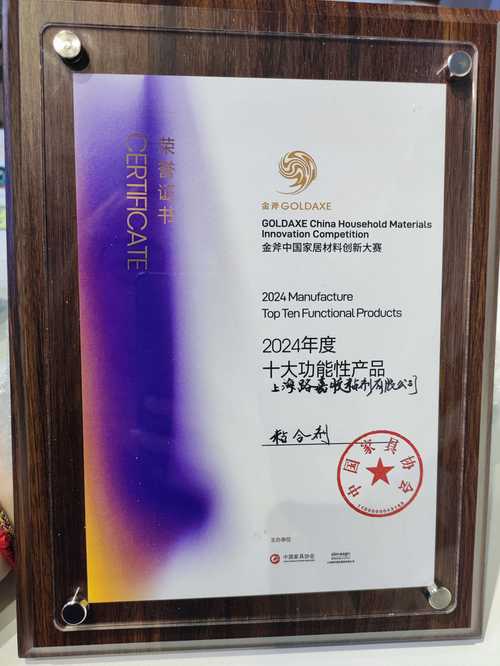 荣誉证书
CERTIFICATE
金斧 GOLDAXE
GOLDAXE China Household Materials
Innovation Competition
金斧中国家居材料创新大赛
2024 Manufacture
Top Ten Functional Products
2024年度
十大功能性产品
上海路嘉胶黏剂有限公司
粘合剂
中国家具协会
主办单位
中国家具协会